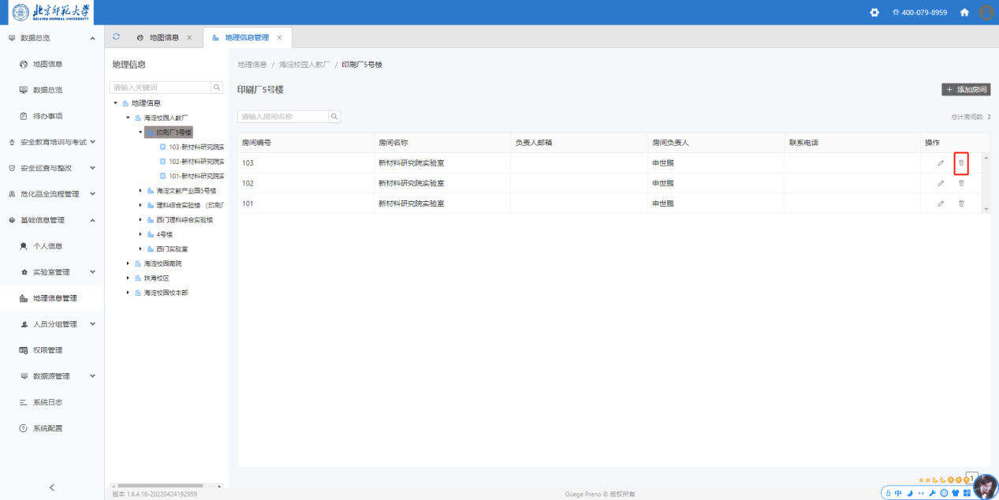 北京师范大学
BEIJING NORMAL UNIVERSITY
400-079-8959
数据总览
地图信息
数据总览
待办事项
安全教育培训与考试
安全巡查与整改
危化品全流程管理
基础信息管理
个人信息
实验室管理
地理信息管理
人员分组管理
权限管理
数据源管理
系统日志
系统配置
地图信息 X
地理信息管理 X
地理信息
请输入关键词
地理信息
海淀校园人教厂
印刷厂5号楼
103-新材料研究院实
102-新材料研究院实
101-新材料研究院实
海淀文教产业园5号楼
理科综合实验楼 (印刷厂
西门理科综合实验楼
4号楼
西门实验室
海淀校园南院
珠海校区
海淀校园校本部
地理信息 / 海淀校园人教厂 / 印刷厂5号楼
印刷厂5号楼
+ 添加房间
请输入房间名称
总计房间数: 3
房间编号 房间名称 负责人邮箱 房间负责人 联系电话 操作
103 新材料研究院实验室 申世鹏
102 新材料研究院实验室 申世鹏
101 新材料研究院实验室 申世鹏
1
中
版本 1.6.4.16-20220424192959
Guege Preno © 版权所有